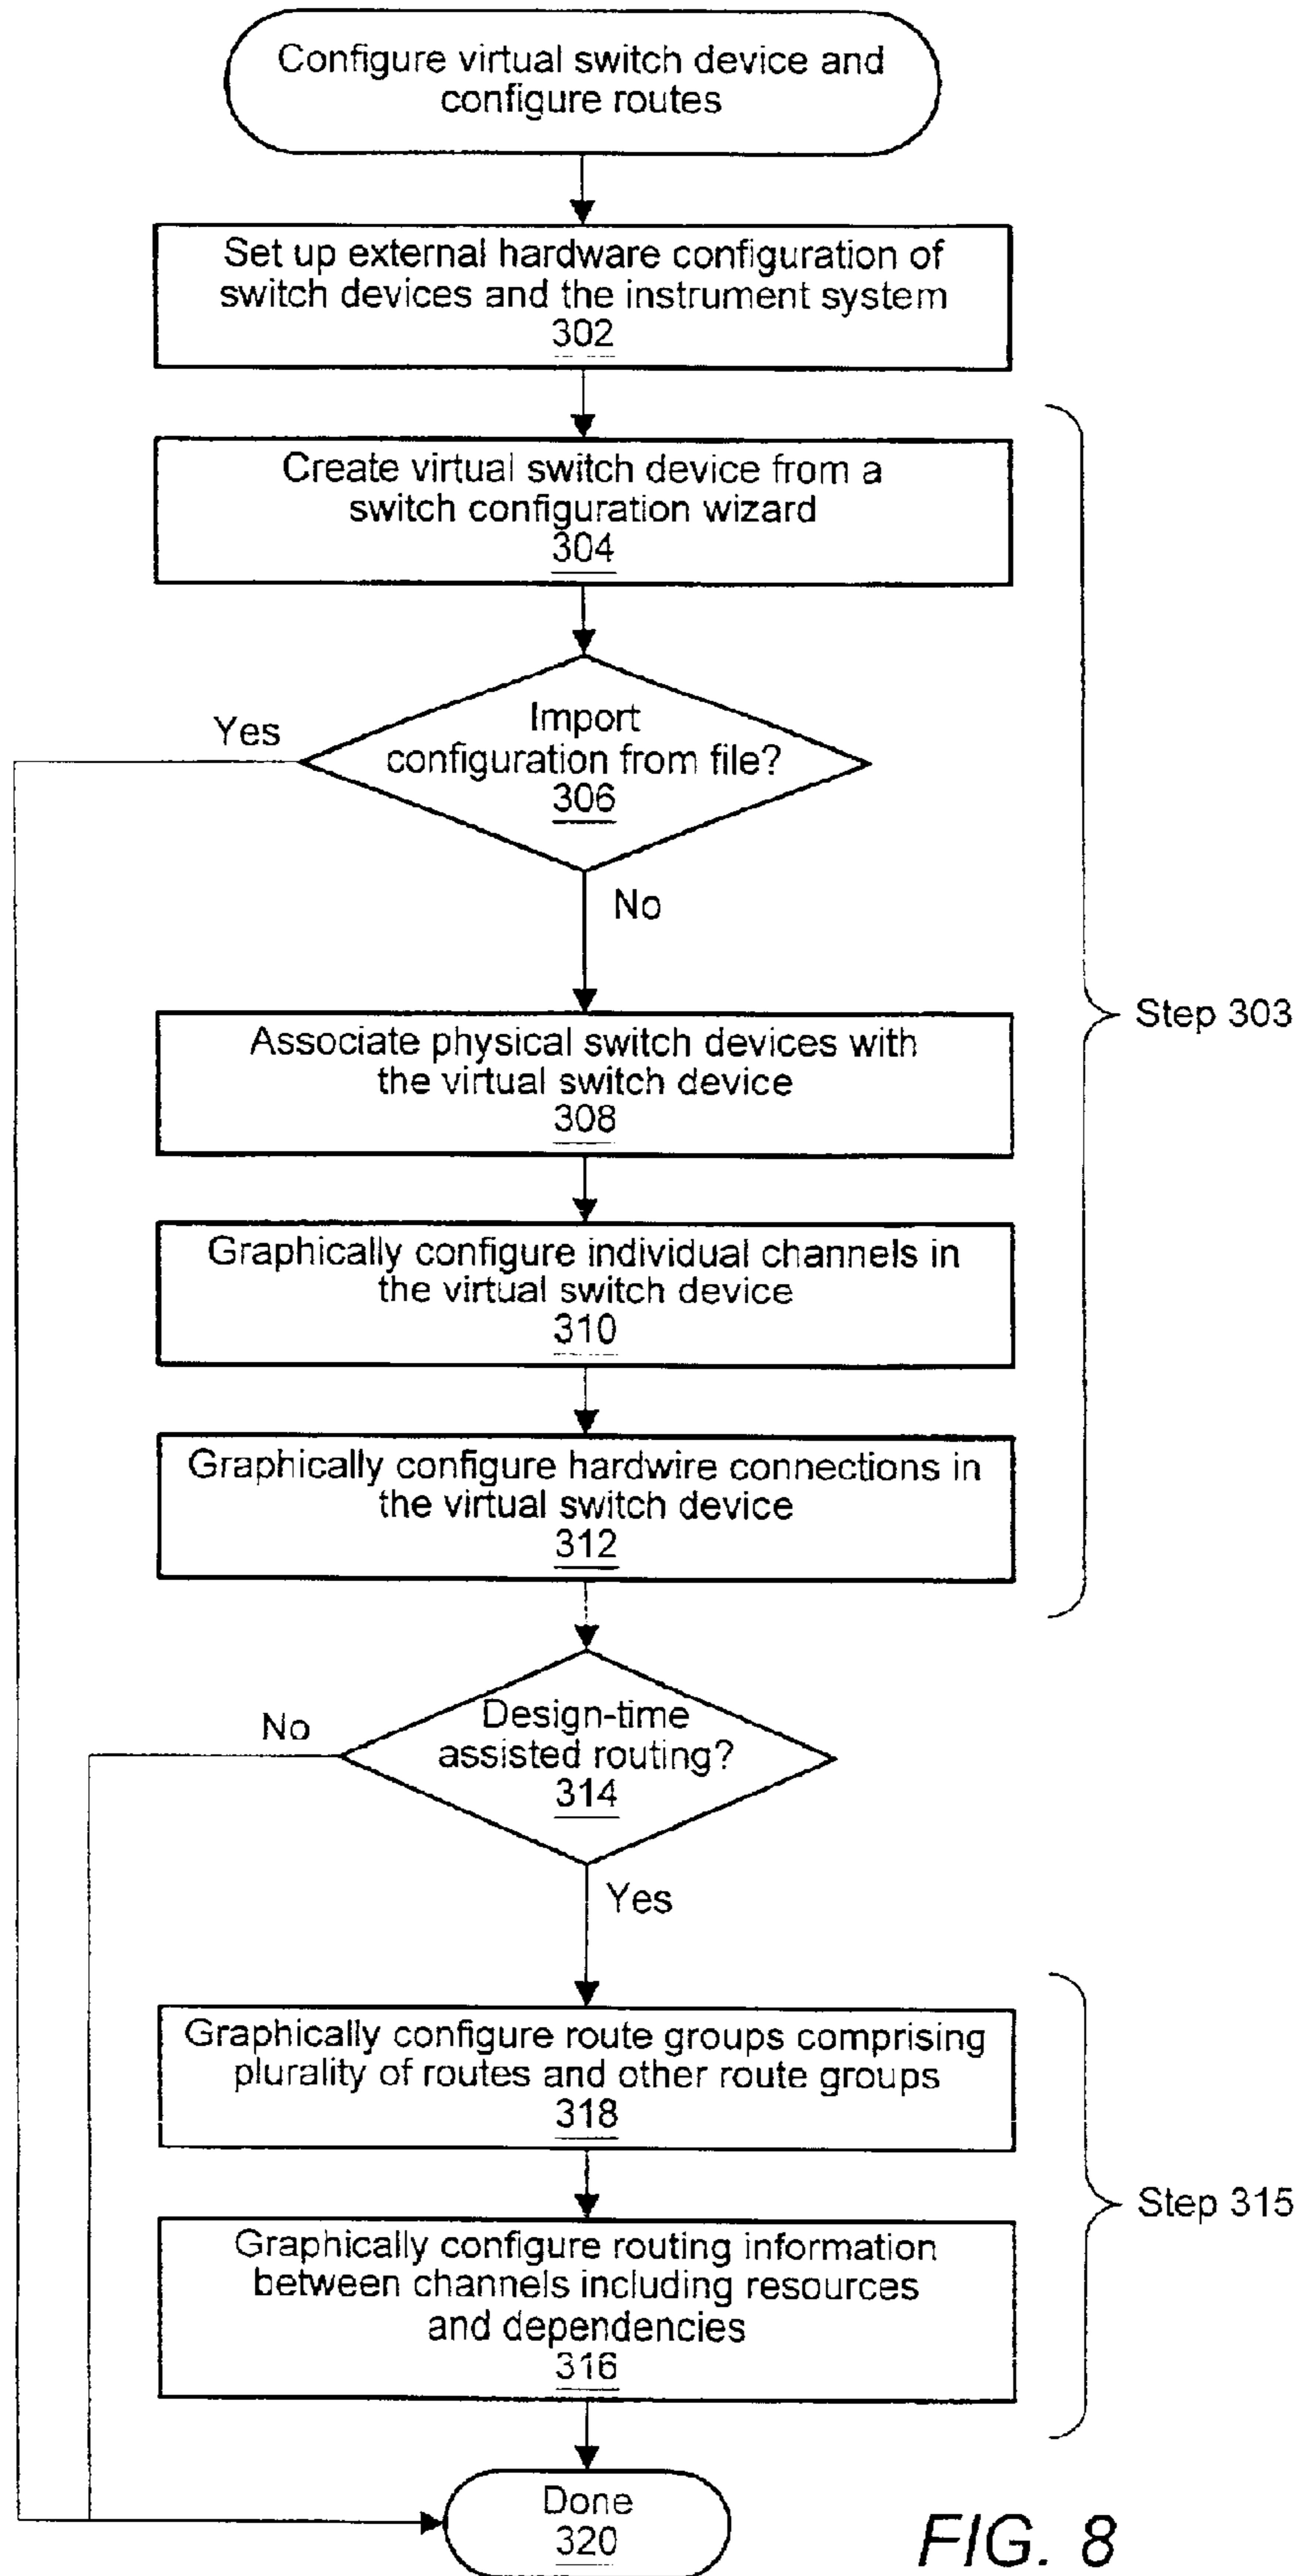 Configure virtual switch device and
configure routes
Set up external hardware configuration of
switch devices and the instrument system
302
Create virtual switch device from a
switch configuration wizard
304
Yes
Import
configuration from file?
306
No
Step 303
Associate physical switch devices with
the virtual switch device
308
Graphically configure individual channels in
the virtual switch device
310
Graphically configure hardwire connections in
the virtual switch device
312
No
Design-time
assisted routing?
314
Yes
Graphically configure route groups comprising
plurality of routes and other route groups
318
Step 315
Graphically configure routing information
between channels including resources
and dependencies
316
Done
320
FIG. 8